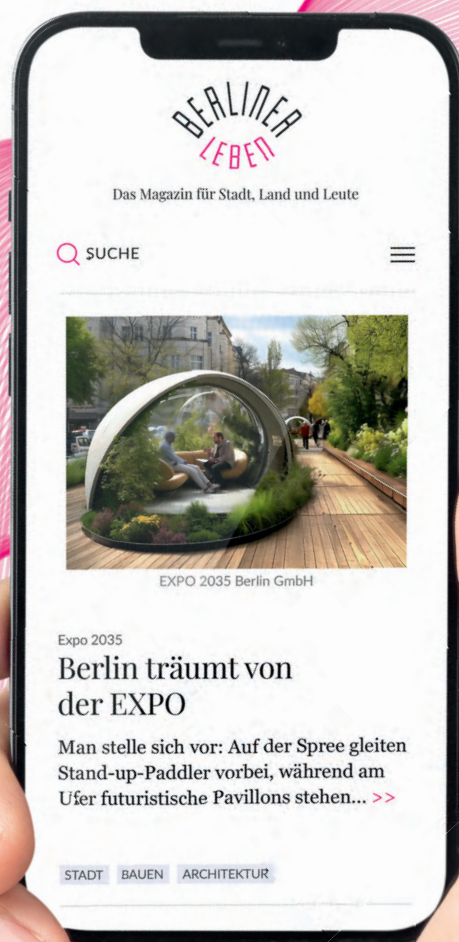 BERLINER
LEBEN
Das Magazin für Stadt, Land und Leute
SUCHE
EXPO 2035 Berlin GmbH
Expo 2035
Berlin träumt von
der EXPO
Man stelle sich vor: Auf der Spree gleiten
Stand-up-Paddler vorbei, während am
Ufer futuristische Pavillons stehen... >>
STADT BAUEN ARCHITEKTUR